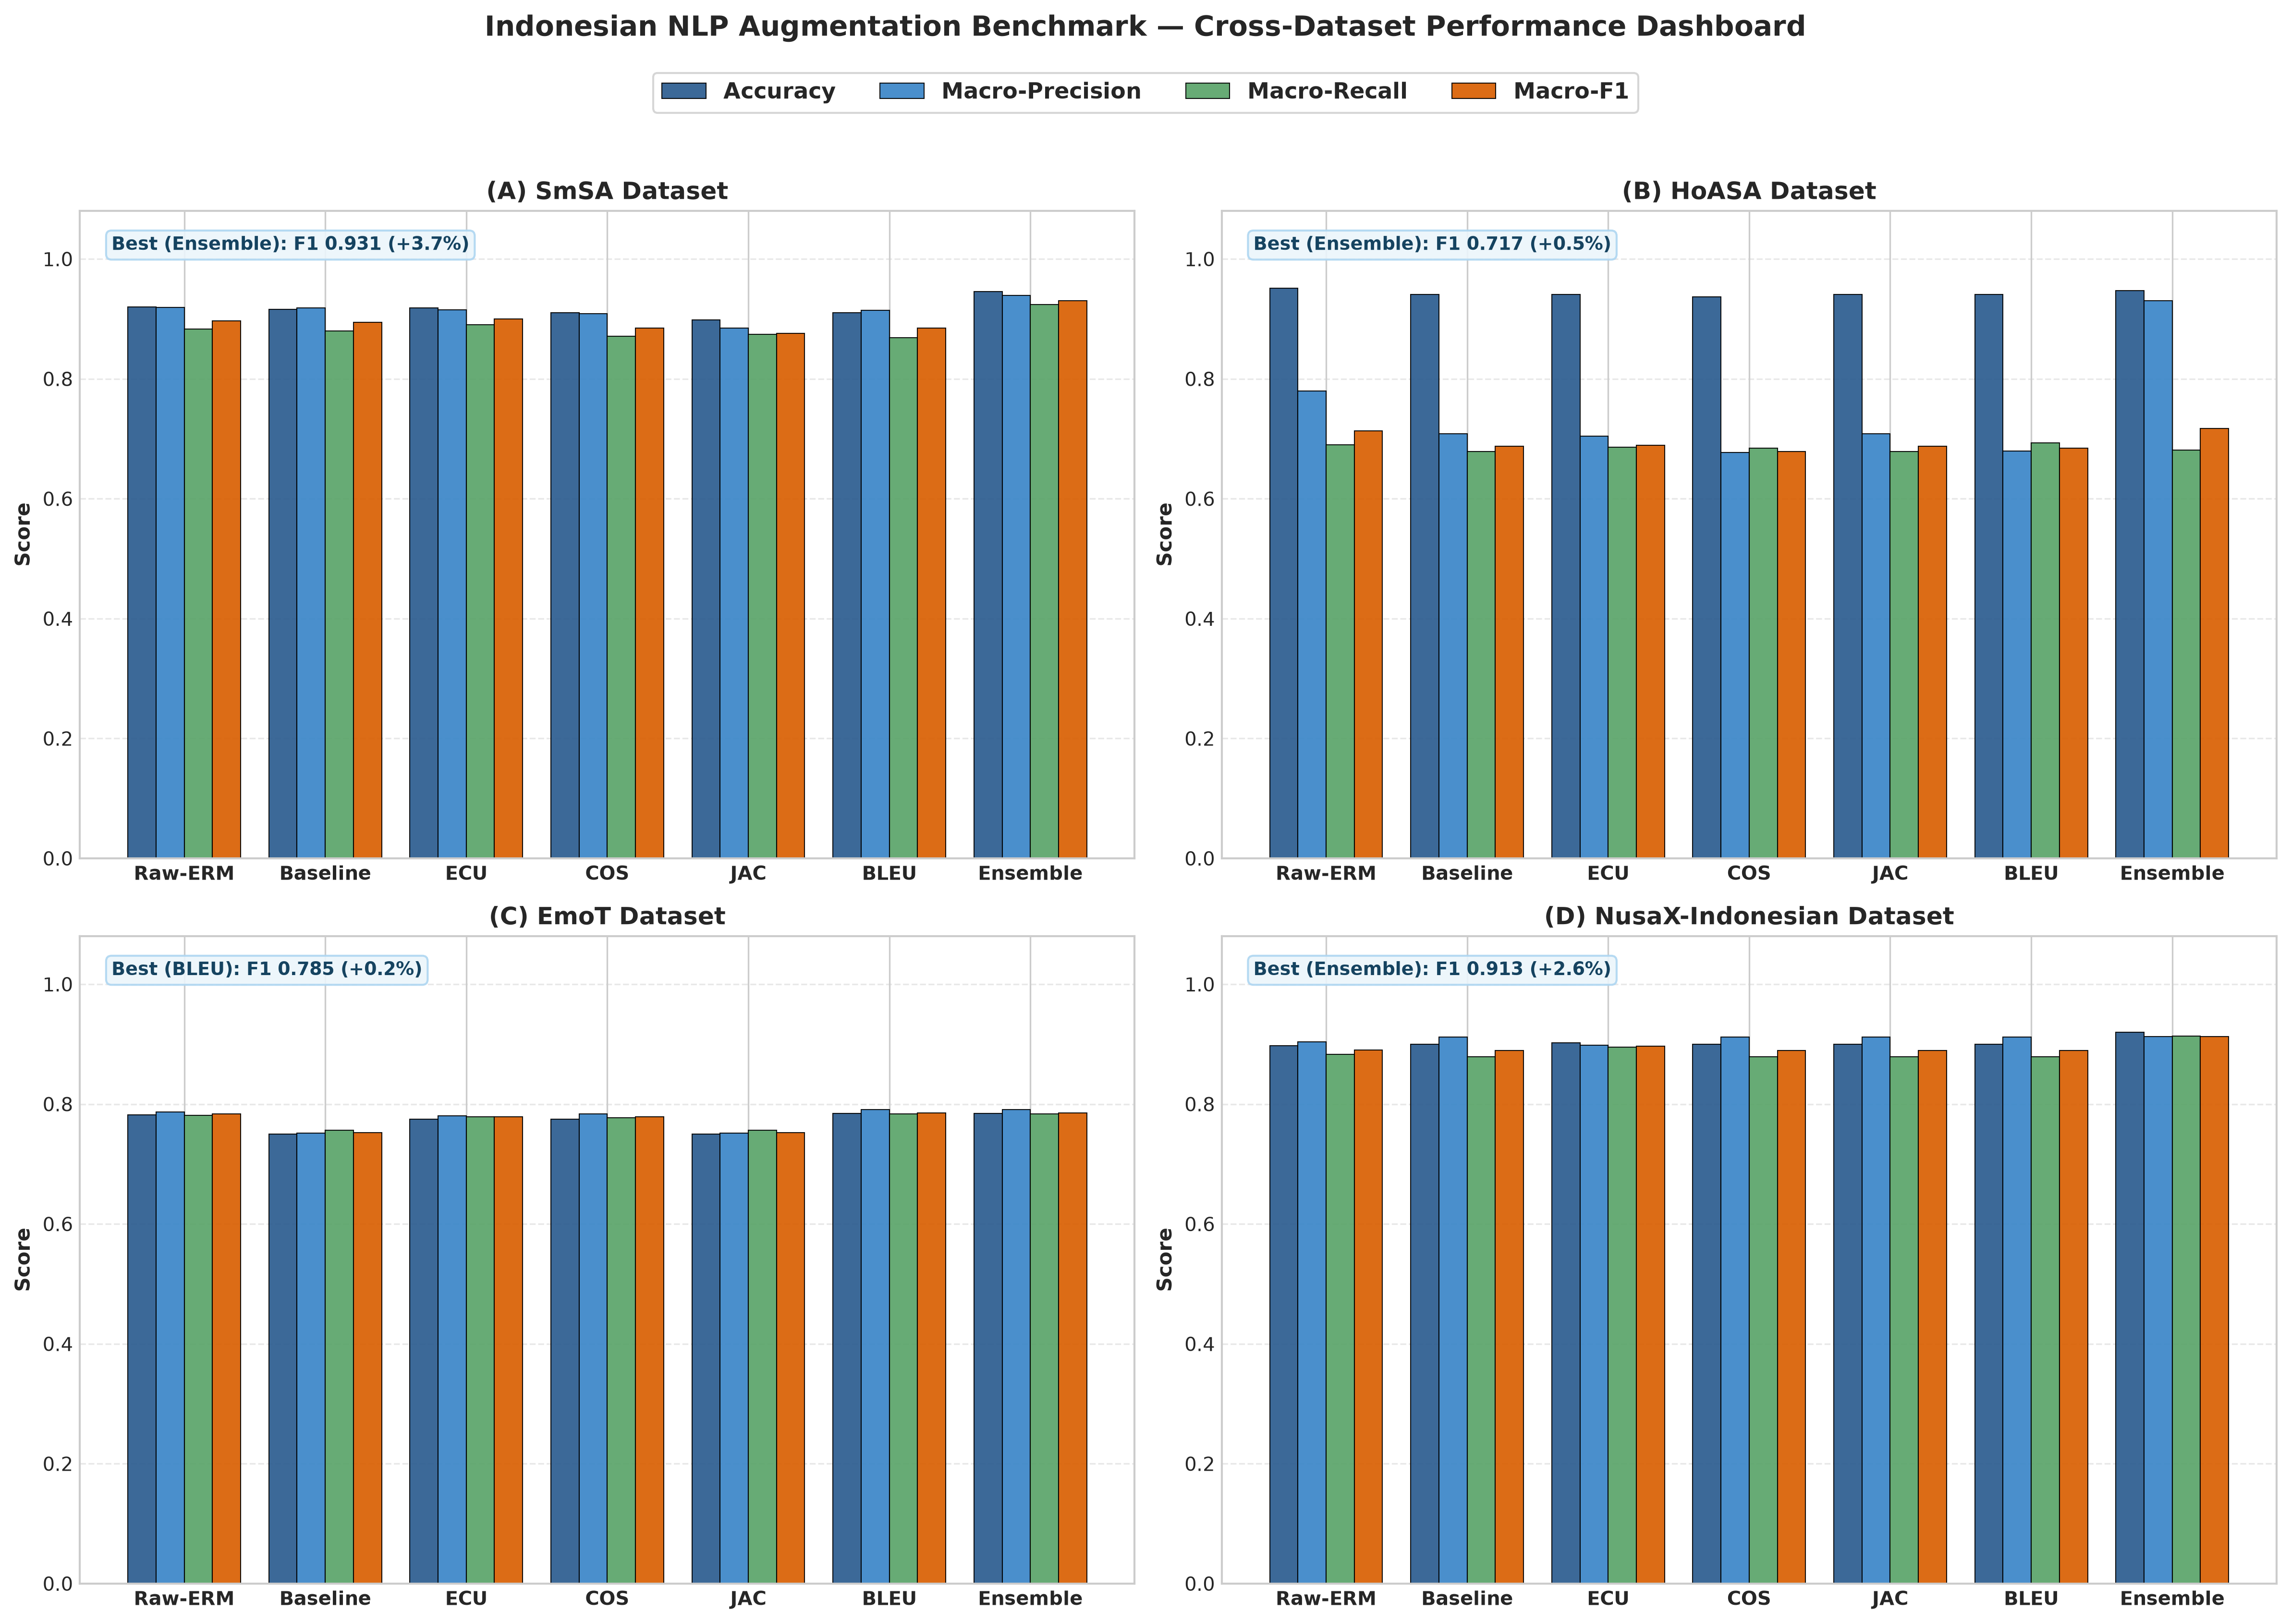 Indonesian NLP Augmentation Benchmark — Cross-Dataset Performance Dashboard
Accuracy Macro-Precision Macro-Recall Macro-F1
(A) SmSA Dataset
Best (Ensemble): F1 0.931 (+3.7%)
Score
1.0
0.8
0.6
0.4
0.2
0.0
Raw-ERM Baseline ECU COS JAC BLEU Ensemble
(B) HoASA Dataset
Best (Ensemble): F1 0.717 (+0.5%)
Score
1.0
0.8
0.6
0.4
0.2
0.0
Raw-ERM Baseline ECU COS JAC BLEU Ensemble
(C) EmoT Dataset
Best (BLEU): F1 0.785 (+0.2%)
Score
1.0
0.8
0.6
0.4
0.2
0.0
Raw-ERM Baseline ECU COS JAC BLEU Ensemble
(D) NusaX-Indonesian Dataset
Best (Ensemble): F1 0.913 (+2.6%)
Score
1.0
0.8
0.6
0.4
0.2
0.0
Raw-ERM Baseline ECU COS JAC BLEU Ensemble